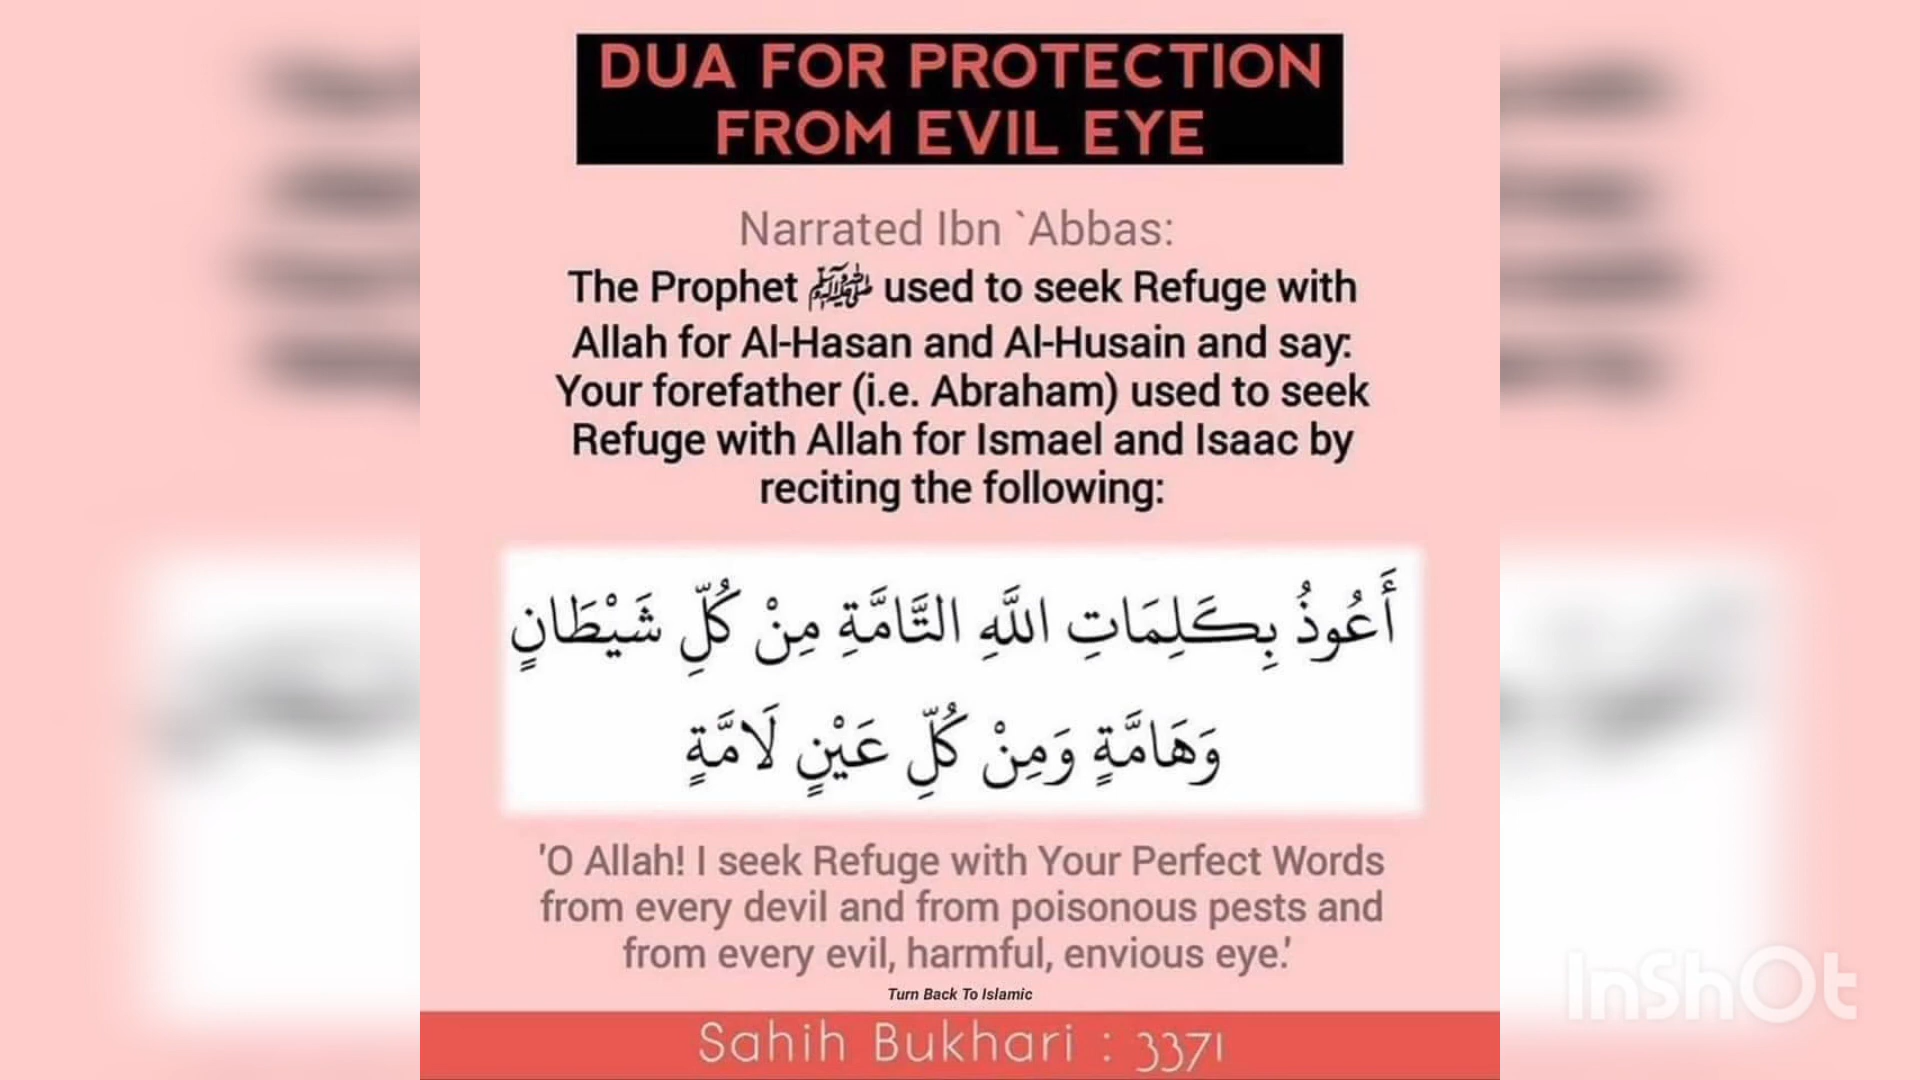 DUA FOR PROTECTION
FROM EVIL EYE
Narrated Ibn `Abbas:
The Prophet ﷺ used to seek Refuge with
Allah for Al-Hasan and Al-Husain and say:
Your forefather (i.e. Abraham) used to seek
Refuge with Allah for Ismael and Isaac by
reciting the following:
أَعُوذُ بِكَلِمَاتِ اللَّهِ التَّامَّةِ مِنْ كُلِّ شَيْطَانٍ
وَهَامَّةٍ وَمِنْ كُلِّ عَيْنٍ لَامَّةٍ
'O Allah! I seek Refuge with Your Perfect Words
from every devil and from poisonous pests and
from every evil, harmful, envious eye.'
Turn Back To Islamic
Sahih Bukhari : 3371
InShOt